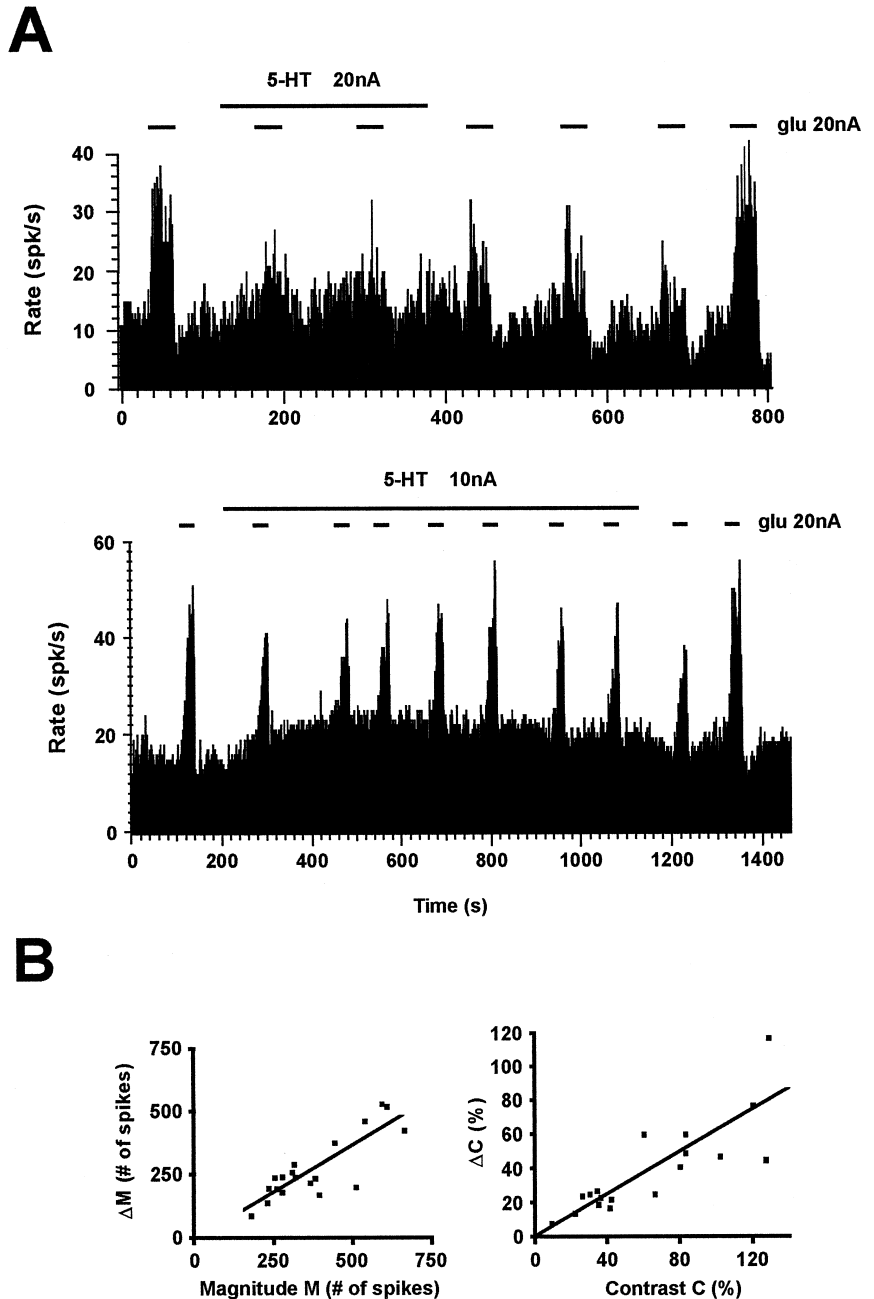 A
5-HT 20nA
glu 20nA
40
30
20
10
0
Rate (spk/s)
0 200 400 600 800
5-HT 10nA
glu 20nA
60
40
20
0
Rate (spk/s)
0 200 400 600 800 1000 1200 1400
Time (s)
B
750
500
250
0
ΔM (# of spikes)
0 250 500 750
Magnitude M (# of spikes)
120
100
80
60
40
20
0
ΔC (%)
0 40 80 120
Contrast C (%)